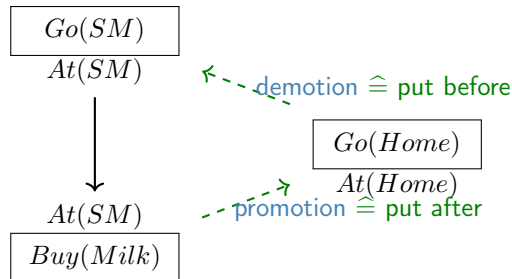 Go(SM)
At(SM)
demotion ≙ put before
Go(Home)
At(Home)
At(SM)
promotion ≙ put after
Buy(Milk)